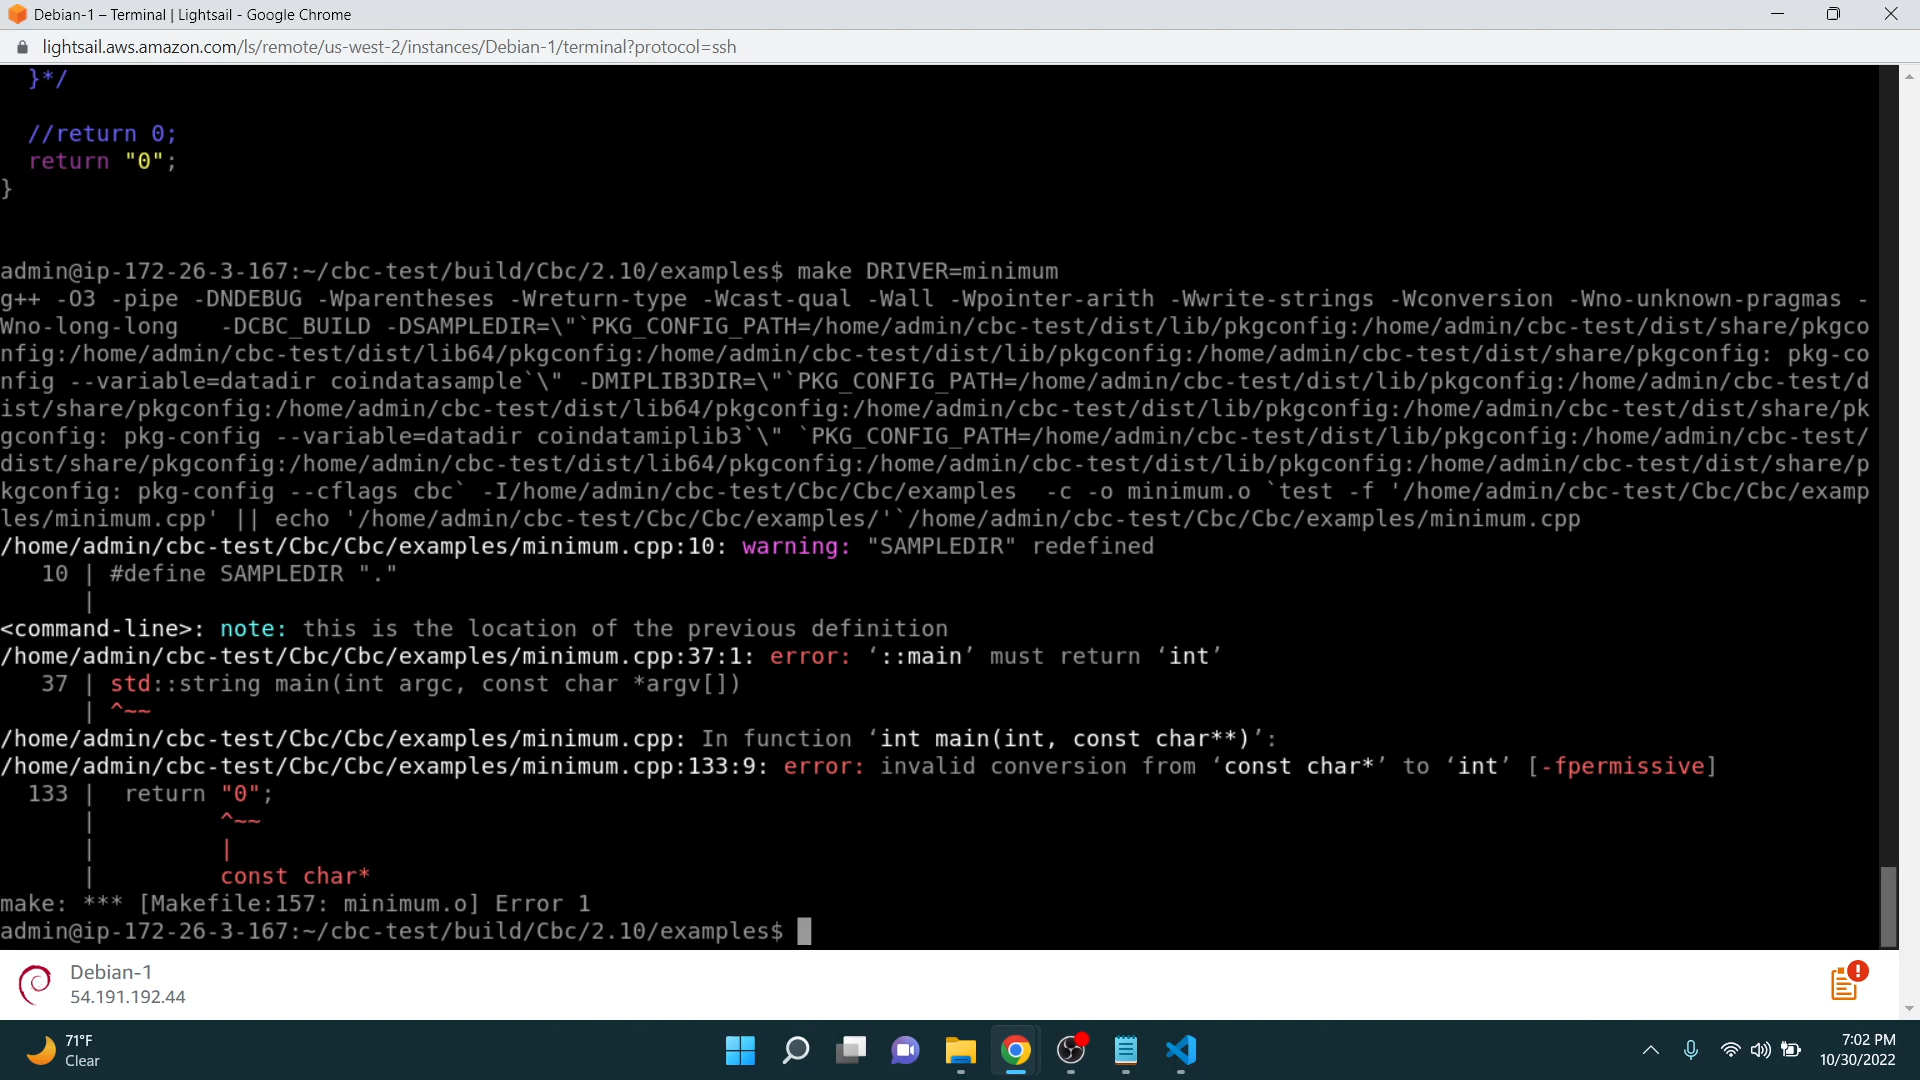 Debian-1 – Terminal | Lightsail - Google Chrome
lightsail.aws.amazon.com/ls/remote/us-west-2/instances/Debian-1/terminal?protocol=ssh
}*/
//return 0;
return "0";
}
admin@ip-172-26-3-167:~/cbc-test/build/Cbc/2.10/examples$ make DRIVER=minimum
g++ -O3 -pipe -DNDEBUG -Wparentheses -Wreturn-type -Wcast-qual -Wall -Wpointer-arith -Wwrite-strings -Wconversion -Wno-unknown-pragmas -
Wno-long-long   -DCBC_BUILD -DSAMPLEDIR=\"`PKG_CONFIG_PATH=/home/admin/cbc-test/dist/lib/pkgconfig:/home/admin/cbc-test/dist/share/pkgco
nfig:/home/admin/cbc-test/dist/lib64/pkgconfig:/home/admin/cbc-test/dist/lib/pkgconfig:/home/admin/cbc-test/dist/share/pkgconfig: pkg-co
nfig --variable=datadir coindatasample`\" -DMIPLIB3DIR=\"`PKG_CONFIG_PATH=/home/admin/cbc-test/dist/lib/pkgconfig:/home/admin/cbc-test/d
ist/share/pkgconfig:/home/admin/cbc-test/dist/lib64/pkgconfig:/home/admin/cbc-test/dist/lib/pkgconfig:/home/admin/cbc-test/dist/share/pk
gconfig: pkg-config --variable=datadir coindatamiplib3`\" `PKG_CONFIG_PATH=/home/admin/cbc-test/dist/lib/pkgconfig:/home/admin/cbc-test/
dist/share/pkgconfig:/home/admin/cbc-test/dist/lib64/pkgconfig:/home/admin/cbc-test/dist/lib/pkgconfig:/home/admin/cbc-test/dist/share/p
kgconfig: pkg-config --cflags cbc` -I/home/admin/cbc-test/Cbc/Cbc/examples  -c -o minimum.o `test -f '/home/admin/cbc-test/Cbc/Cbc/examp
les/minimum.cpp' || echo '/home/admin/cbc-test/Cbc/Cbc/examples/'`/home/admin/cbc-test/Cbc/Cbc/examples/minimum.cpp
/home/admin/cbc-test/Cbc/Cbc/examples/minimum.cpp:10: warning: "SAMPLEDIR" redefined
10 | #define SAMPLEDIR "."
|
<command-line>: note: this is the location of the previous definition
/home/admin/cbc-test/Cbc/Cbc/examples/minimum.cpp:37:1: error: ‘::main’ must return ‘int’
37 | std::string main(int argc, const char *argv[])
| ^~~
/home/admin/cbc-test/Cbc/Cbc/examples/minimum.cpp: In function ‘int main(int, const char**)’:
/home/admin/cbc-test/Cbc/Cbc/examples/minimum.cpp:133:9: error: invalid conversion from ‘const char*’ to ‘int’ [-fpermissive]
133 |  return "0";
|         ^~~
|         |
|         const char*
make: *** [Makefile:157: minimum.o] Error 1
admin@ip-172-26-3-167:~/cbc-test/build/Cbc/2.10/examples$
Debian-1
54.191.192.44
71°F
Clear
7:02 PM
10/30/2022